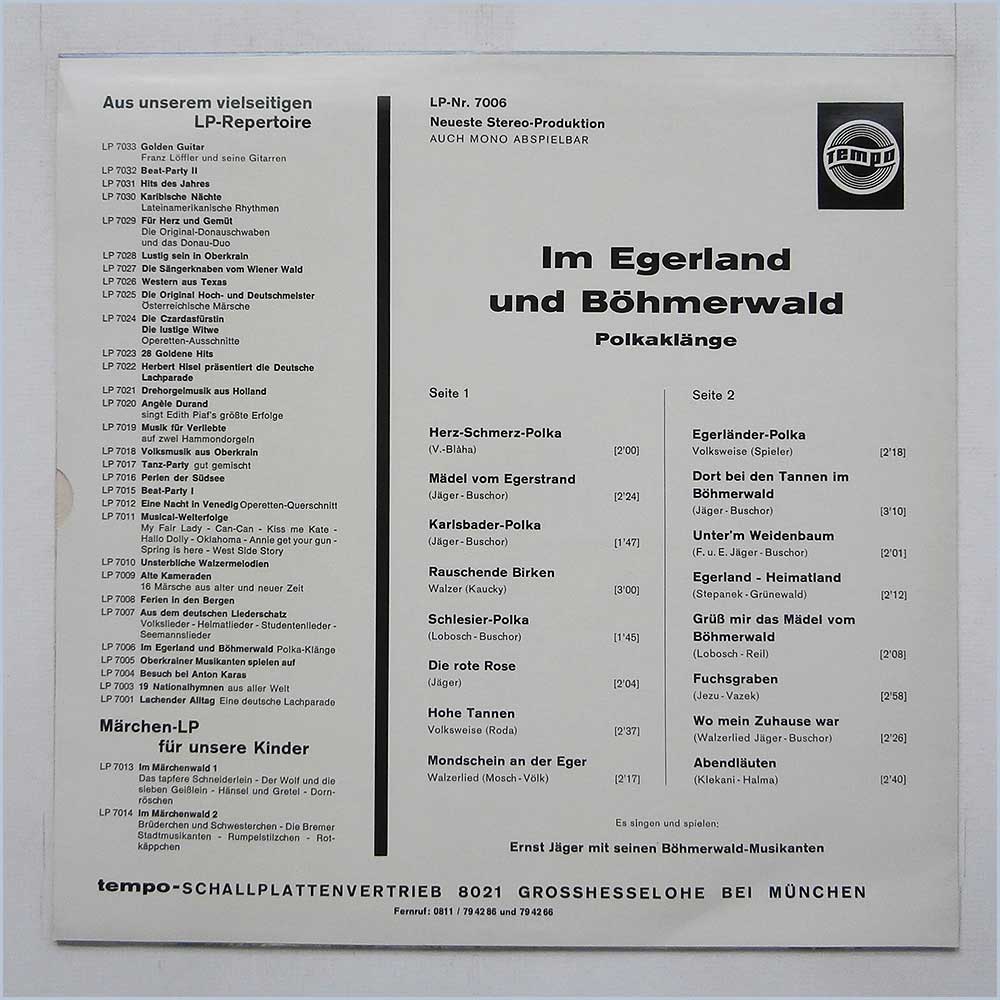 Aus unserem vielseitigen
LP-Repertoire
LP 7033 Golden Guitar
Franz Löffler und seine Gitarren
LP 7032 Beat-Party II
LP 7031 Hits des Jahres
LP 7030 Karibische Nächte
Lateinamerikanische Rhythmen
LP 7029 Für Herz und Gemüt
Die Original-Donauschwaben
und das Donau-Duo
LP 7028 Lustig sein in Oberkrain
LP 7027 Die Sängerknaben vom Wiener Wald
LP 7026 Western aus Texas
LP 7025 Die Original Hoch- und Deutschmeister
Österreichische Märsche
LP 7024 Die Czardasfürstin
Die lustige Witwe
Operetten-Ausschnitte
LP 7023 28 Goldene Hits
LP 7022 Herbert Hisel präsentiert die Deutsche
Lachparade
LP 7021 Drehorgelmusik aus Holland
LP 7020 Angèle Durand
singt Edith Piaf's größte Erfolge
LP 7019 Musik für Verliebte
auf zwei Hammondorgeln
LP 7018 Volksmusik aus Oberkrain
LP 7017 Tanz-Party gut gemischt
LP 7016 Perlen der Südsee
LP 7015 Beat-Party I
LP 7012 Eine Nacht in Venedig Operetten-Querschnitt
LP 7011 Musical-Welterfolge
My Fair Lady - Can-Can - Kiss me Kate -
Hallo Dolly - Oklahoma - Annie get your gun -
Spring is here - West Side Story
LP 7010 Unsterbliche Walzermelodien
LP 7009 Alte Kameraden
16 Märsche aus alter und neuer Zeit
LP 7008 Ferien in den Bergen
LP 7007 Aus dem deutschen Liederschatz
Volkslieder - Heimatlieder - Studentenlieder -
Seemannslieder
LP 7006 Im Egerland und Böhmerwald Polka-Klänge
LP 7005 Oberkrainer Musikanten spielen auf
LP 7004 Besuch bei Anton Karas
LP 7003 19 Nationalhymnen aus aller Welt
LP 7001 Lachender Alltag Eine deutsche Lachparade
Märchen-LP
für unsere Kinder
LP 7013 Im Märchenwald 1
Das tapfere Schneiderlein - Der Wolf und die
sieben Geißlein - Hänsel und Gretel - Dorn-
röschen
LP 7014 Im Märchenwald 2
Brüderchen und Schwesterchen - Die Bremer
Stadtmusikanten - Rumpelstilzchen - Rot-
käppchen
LP-Nr. 7006
Neueste Stereo-Produktion
AUCH MONO ABSPIELBAR
tempo
Im Egerland
und Böhmerwald
Polkaklänge
Seite 1
Herz-Schmerz-Polka
(V.-Blàha) [2'00]
Mädel vom Egerstrand
(Jäger-Buschor) [2'24]
Karlsbader-Polka
(Jäger-Buschor) [1'47]
Rauschende Birken
Walzer (Kaucky) [3'00]
Schlesier-Polka
(Lobosch-Buschor) [1'45]
Die rote Rose
(Jäger) [2'04]
Hohe Tannen
Volksweise (Roda) [2'37]
Mondschein an der Eger
Walzerlied (Mosch-Völk) [2'17]
Seite 2
Egerländer-Polka
Volksweise (Spieler) [2'18]
Dort bei den Tannen im
Böhmerwald
(Jäger-Buschor) [3'10]
Unter'm Weidenbaum
(F. u. E. Jäger-Buschor) [2'01]
Egerland - Heimatland
(Stepanek-Grünewald) [2'12]
Grüß mir das Mädel vom
Böhmerwald
(Lobosch-Reil) [2'08]
Fuchsgraben
(Jezu-Vazek) [2'58]
Wo mein Zuhause war
(Walzerlied Jäger-Buschor) [2'26]
Abendläuten
(Klekani-Halma) [2'40]
Es singen und spielen:
Ernst Jäger mit seinen Böhmerwald-Musikanten
tempo-SCHALLPLATTENVERTRIEB 8021 GROSSHESSELOHE BEI MÜNCHEN
Fernruf: 0811 / 79 42 86 und 79 42 66